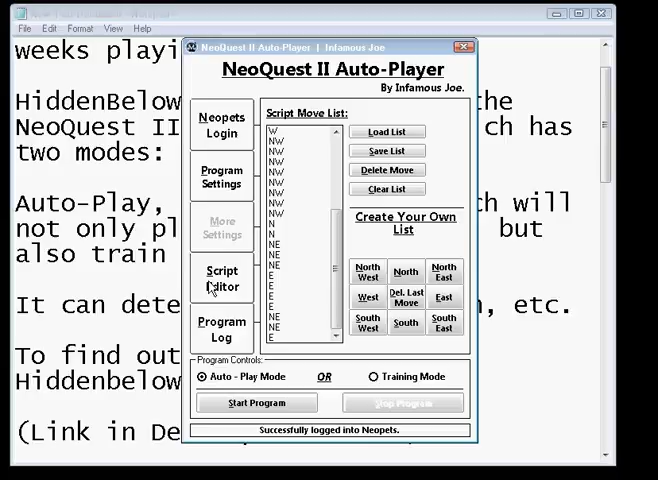 File Edit Format View Help
weeks playi
HiddenBelow the
NeoQuest II ch has
two modes:
Auto-Play, ch will
not only pl but
also train
It can dete n, etc.
To find out
Hiddenbelow
(Link in De
NeoQuest II Auto-Player | Infamous Joe
NeoQuest II Auto-Player
By Infamous Joe.
Neopets
Login
Program
Settings
More
Settings
Script
Editor
Program
Log
Script Move List:
W
NW
NW
NW
NW
NW
NW
NW
NW
N
N
NE
NE
NE
E
E
E
E
NE
NE
E
Load List
Save List
Delete Move
Clear List
Create Your Own
List
North
West
North
North
East
West
Del. Last
Move
East
South
West
South
South
East
Program Controls:
Auto - Play Mode OR Training Mode
Start Program Stop Program
Successfully logged into Neopets.